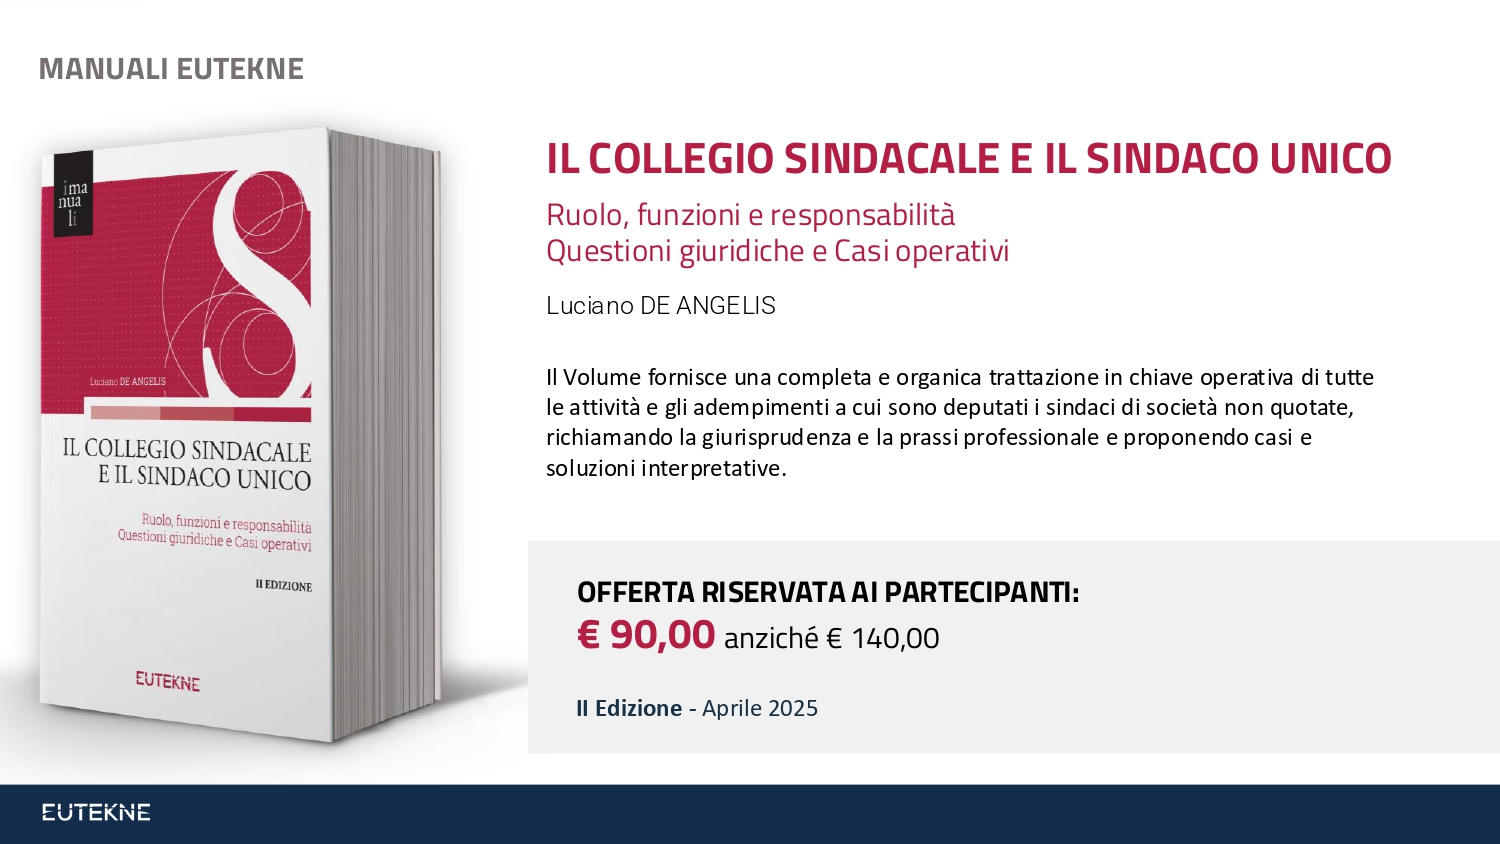 MANUALI EUTEKNE
ima
nua
li
Luciano DE ANGELIS
IL COLLEGIO SINDACALE
E IL SINDACO UNICO
Ruolo, funzioni e responsabilità
Questioni giuridiche e Casi operativi
II EDIZIONE
EUTEKNE
IL COLLEGIO SINDACALE E IL SINDACO UNICO
Ruolo, funzioni e responsabilità
Questioni giuridiche e Casi operativi
Luciano DE ANGELIS
Il Volume fornisce una completa e organica trattazione in chiave operativa di tutte
le attività e gli adempimenti a cui sono deputati i sindaci di società non quotate,
richiamando la giurisprudenza e la prassi professionale e proponendo casi e
soluzioni interpretative.
OFFERTA RISERVATA AI PARTECIPANTI:
€ 90,00 anziché € 140,00
II Edizione - Aprile 2025
EUTEKNE